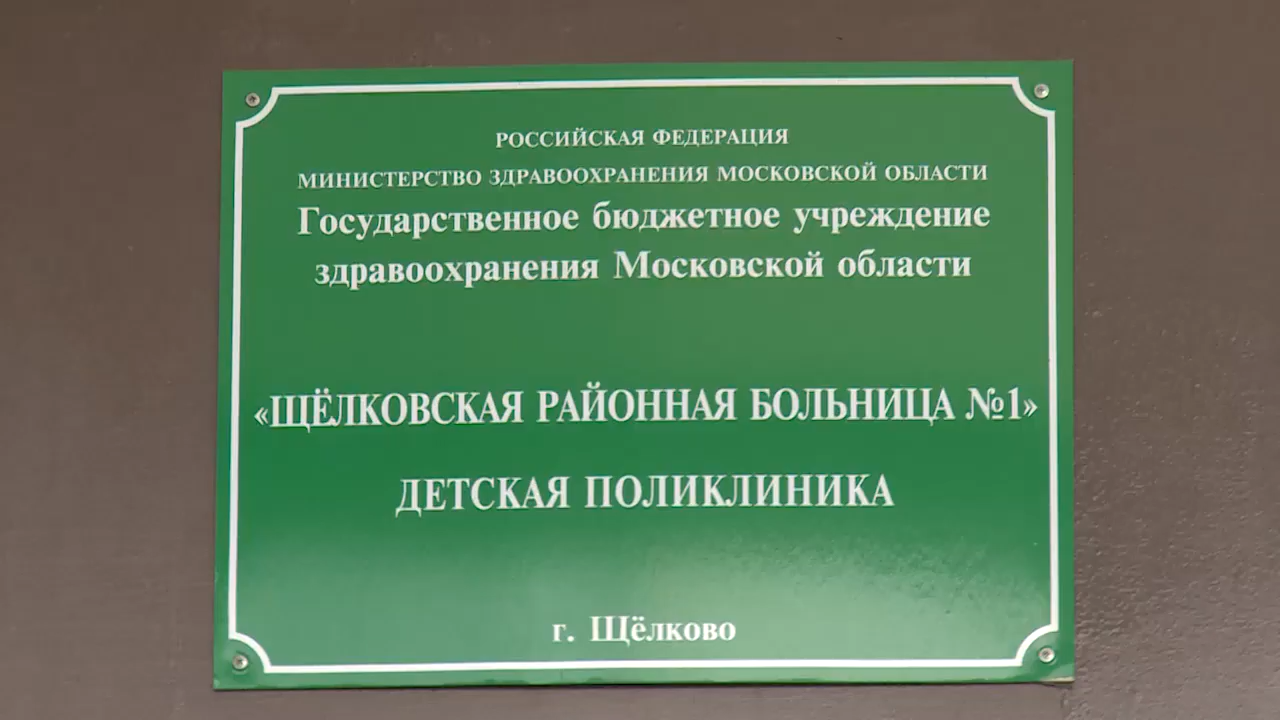 РОССИЙСКАЯ ФЕДЕРАЦИЯ
МИНИСТЕРСТВО ЗДРАВООХРАНЕНИЯ МОСКОВСКОЙ ОБЛАСТИ
Государственное бюджетное учреждение
здравоохранения Московской области
«ЩЁЛКОВСКАЯ РАЙОННАЯ БОЛЬНИЦА №1»
ДЕТСКАЯ ПОЛИКЛИНИКА
г. Щёлково